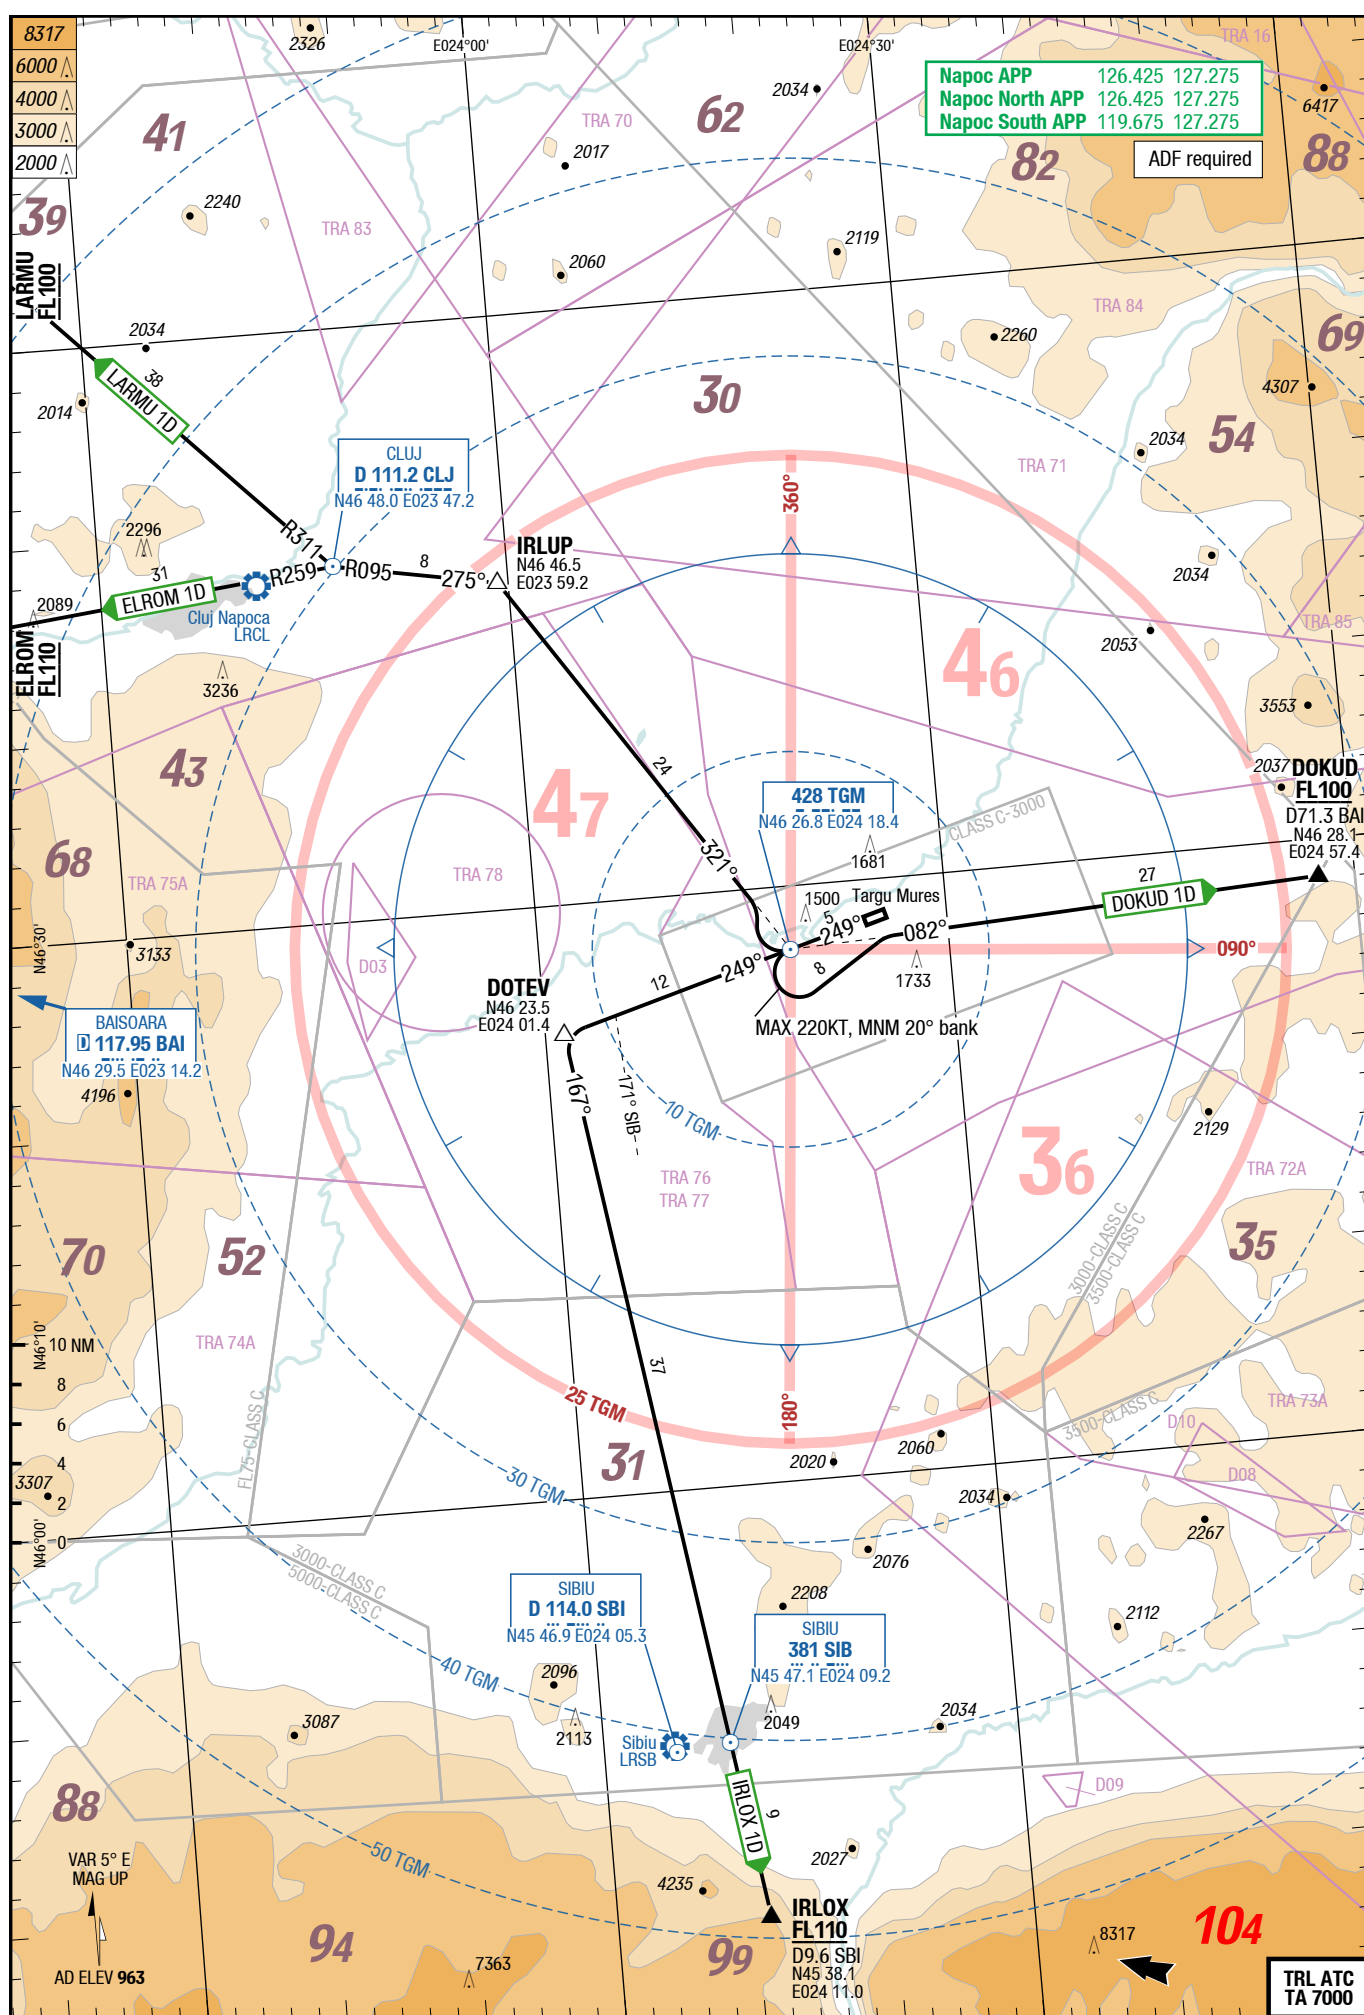 8317
6000
4000
3000
2000
2326
E024°00'
E024°30'
TRA 16
Napoc APP 126.425 127.275
Napoc North APP 126.425 127.275
Napoc South APP 119.675 127.275
ADF required
6417
2034
41
62
82
88
TRA 70
2017
39
2240
TRA 83
2119
2060
LARMU
FL100
TRA 84
2034
2260
69
38
LARMU 1D
2014
30
4307
54
2034
CLUJ
D 111.2 CLJ
N46 48.0 E023 47.2
TRA 71
360°
2296
R311
IRLUP
N46 46.5
E023 59.2
31
ELROM 1D
R259
R095
8
275°
2034
2089
Cluj Napoca
LRCL
TRA 85
2053
ELROM
FL110
3236
46
3553
43
24
2037
DOKUD
FL100
D71.3 BAI
N46 28.1
E024 57.4
47
428 TGM
N46 26.8 E024 18.4
CLASS C-3000
68
TRA 75A
TRA 78
321°
1681
27
DOKUD 1D
1500
Targu Mures
5
249°
082°
N46°30'
3133
D03
090°
12
249°
8
1733
DOTEV
N46 23.5
E024 01.4
MAX 220KT, MNM 20° bank
BAISOARA
D 117.95 BAI
N46 29.5 E023 14.2
4196
167°
171° SIB
10 TGM
2129
36
TRA 76
TRA 77
TRA 72A
70
52
35
3000-CLASS C
3500-CLASS C
N46°10'
10 NM
TRA 74A
8
6
4
2
0
37
25 TGM
180°
TRA 73A
FL75-CLASS C
3500-CLASS C
D10
31
2060
2020
D08
3307
30 TGM
2034
2267
N46°00'
2076
3000-CLASS C
5000-CLASS C
SIBIU
D 114.0 SBI
N45 46.9 E024 05.3
2208
SIBIU
381 SIB
N45 47.1 E024 09.2
2112
40 TGM
2096
3087
2113
2049
2034
Sibiu
LRSB
88
D09
9
IRLOX 1D
VAR 5° E
MAG UP
50 TGM
2027
4235
IRLOX
FL110
D9.6 SBI
N45 38.1
E024 11.0
94
99
104
8317
7363
AD ELEV 963
TRL ATC
TA 7000